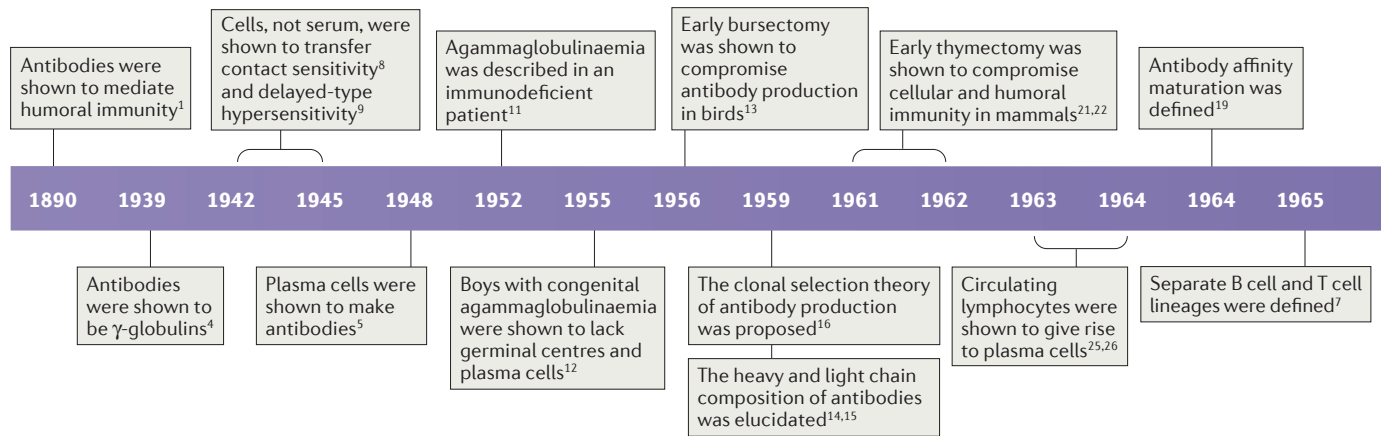 Antibodies were
shown to mediate
humoral immunity1
Cells, not serum, were
shown to transfer
contact sensitivity8
and delayed-type
hypersensitivity9
Agammaglobulinaemia
was described in an
immunodeficient
patient11
Early bursectomy
was shown to
compromise
antibody production
in birds13
Early thymectomy was
shown to compromise
cellular and humoral
immunity in mammals21,22
Antibody affinity
maturation was
defined19
1890 1939 1942 1945 1948 1952 1955 1956 1959 1961 1962 1963 1964 1964 1965
Antibodies
were shown to
be γ-globulins4
Plasma cells were
shown to make
antibodies5
Boys with congenital
agammaglobulinaemia
were shown to lack
germinal centres and
plasma cells12
The clonal selection theory
of antibody production
was proposed16
The heavy and light chain
composition of antibodies
was elucidated14,15
Circulating
lymphocytes were
shown to give rise
to plasma cells25,26
Separate B cell and T cell
lineages were defined7